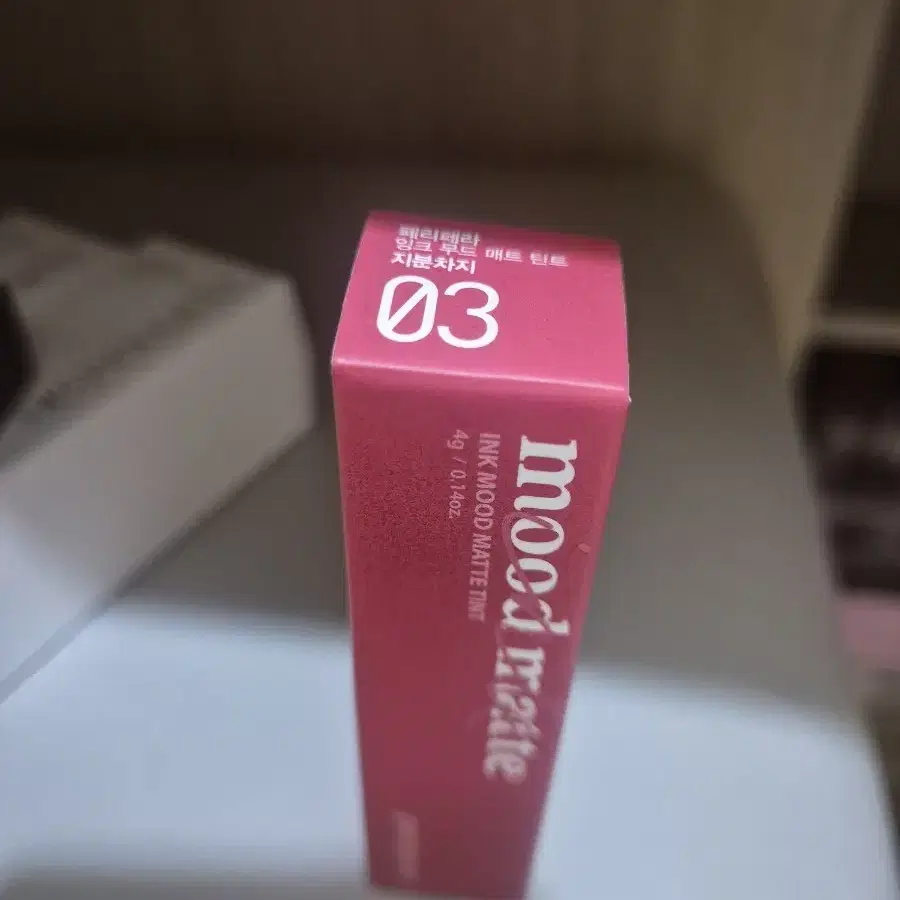 페리페라
잉크 무드 매트 틴트
지분차지
03
mood matte
INK MOOD MATTE TINT
4g / 0.14oz.